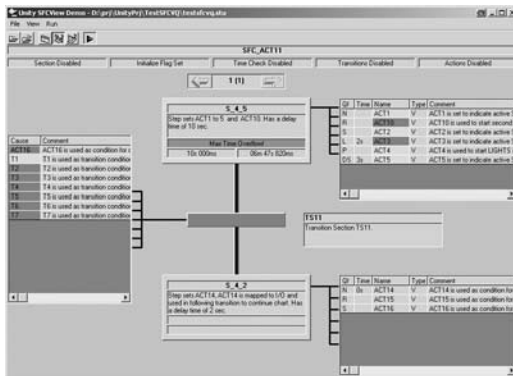 Unity SFCView Demo - D:\prj\UnityPrj\TestSFCVQ\testsfcvq.stu
File View Run
SFC_ACT11
Section Disabled Initialize Flag Set Time Check Disabled Transitions Disabled Actions Disabled
1 (1)
S_4_5
Step sets ACT1 to 5 and ACT10. Has a delay
time of 10 sec.
Max Time Overflow!
10s 000ms 06m 47s 820ms
Ql Time Name Type Comment
N ACT1 V ACT1 is set to indicate active S
R ACT10 V ACT10 is used to start second
S ACT2 V ACT2 is set to indicate active S
L 2s ACT3 V ACT3 is set to indicate active S
P ACT4 V ACT4 is used to start LIGHTS
DS 3s ACT5 V ACT5 is set to indicate active S
Cause Comment
ACT16 ACT16 is used as condition for c
T1 T1 is used as transition condition
T2 T2 is used as transition condition
T3 T3 is used as transition condition
T4 T4 is used as transition condition
T5 T5 is used as transition condition
T6 T6 is used as transition condition
T7 T7 is used as transition condition
TS11
Transition Section TS11.
S_4_2
Step sets ACT14, ACT14 is mapped to I/O and
used in following transition to continue chart. Has
a delay time of 2 sec.
Ql Time Name Type Comment
N 0s ACT14 V ACT14 is used as condition for
R ACT15 V ACT15 is used as condition for
S ACT16 V ACT16 is used as condition for